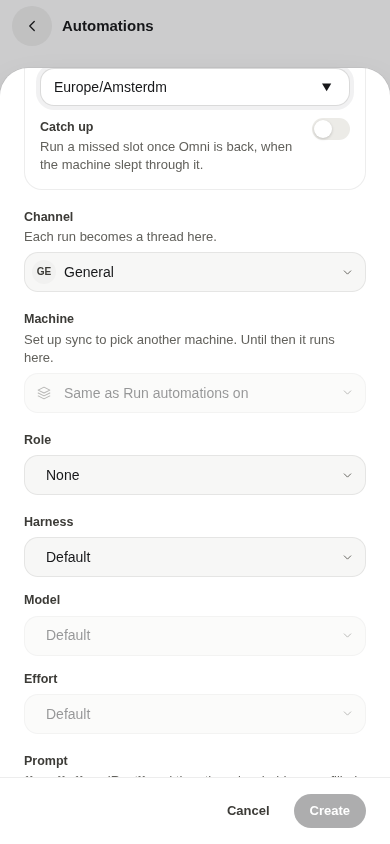 Automations
Europe/Amsterdm
Catch up
Run a missed slot once Omni is back, when
the machine slept through it.
Channel
Each run becomes a thread here.
GE General
Machine
Set up sync to pick another machine. Until then it runs
here.
Same as Run automations on
Role
None
Harness
Default
Model
Default
Effort
Default
Prompt
Cancel
Create